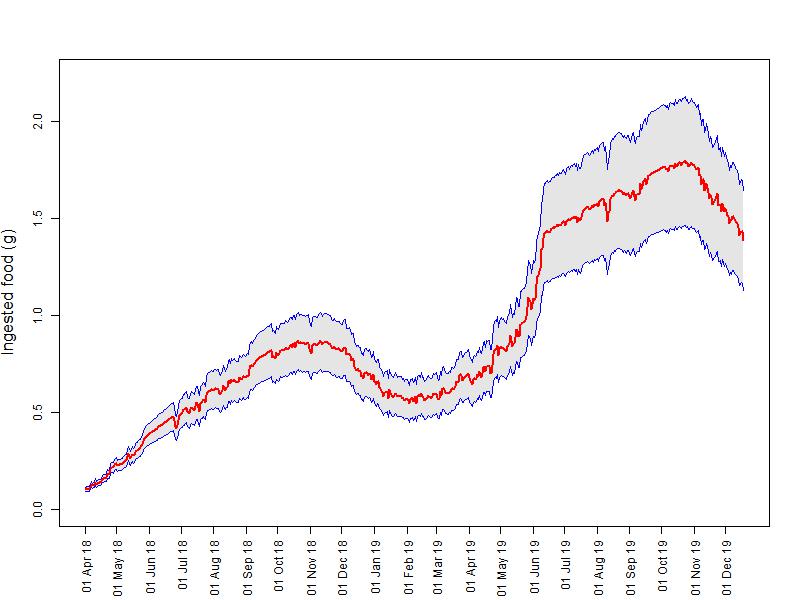 Ingested food (g)
2.0
1.5
1.0
0.5
0.0
01 Apr 18
01 May 18
01 Jun 18
01 Jul 18
01 Aug 18
01 Sep 18
01 Oct 18
01 Nov 18
01 Dec 18
01 Jan 19
01 Feb 19
01 Mar 19
01 Apr 19
01 May 19
01 Jun 19
01 Jul 19
01 Aug 19
01 Sep 19
01 Oct 19
01 Nov 19
01 Dec 19